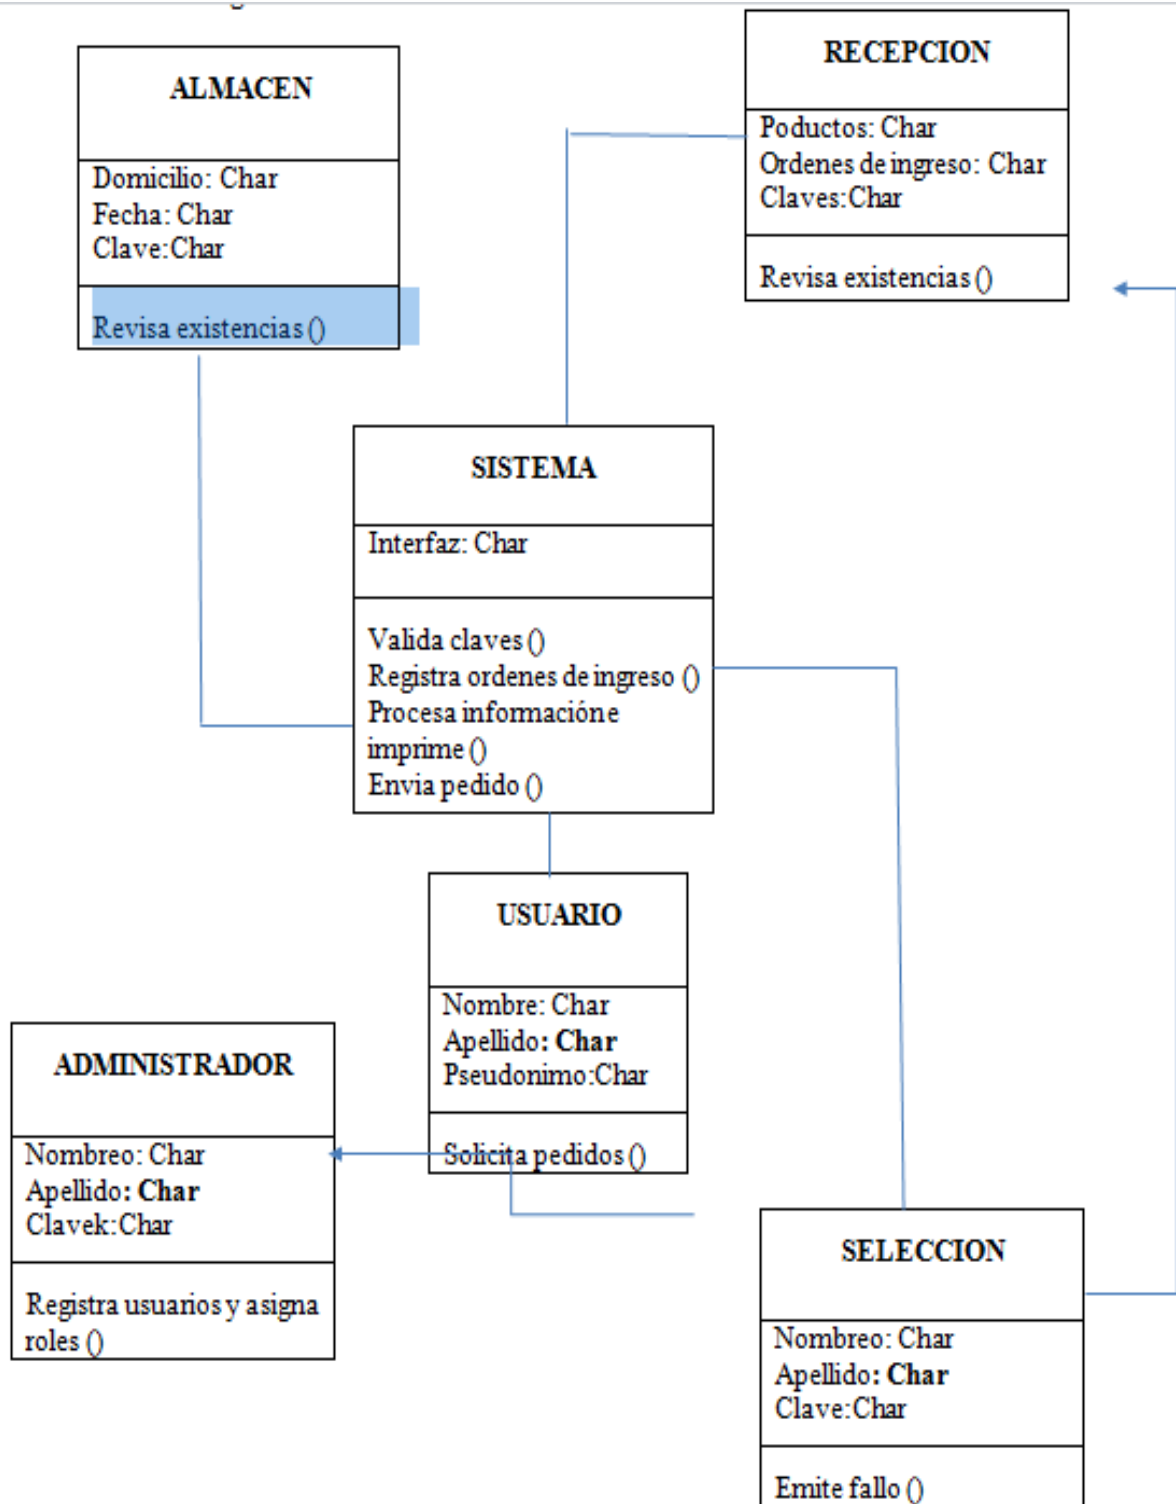 ALMACEN
Domicilio: Char
Fecha: Char
Clave:Char
Revisa existencias ()
RECEPCION
Poductos: Char
Ordenes de ingreso: Char
Claves:Char
Revisa existencias ()
SISTEMA
Interfaz: Char
Valida claves ()
Registra ordenes de ingreso ()
Procesa información e
imprime ()
Envia pedido ()
USUARIO
Nombre: Char
Apellido: Char
Pseudonimo:Char
Solicita pedidos ()
ADMINISTRADOR
Nombreo: Char
Apellido: Char
Clavek:Char
Registra usuarios y asigna
roles ()
SELECCION
Nombreo: Char
Apellido: Char
Clave:Char
Emite fallo ()